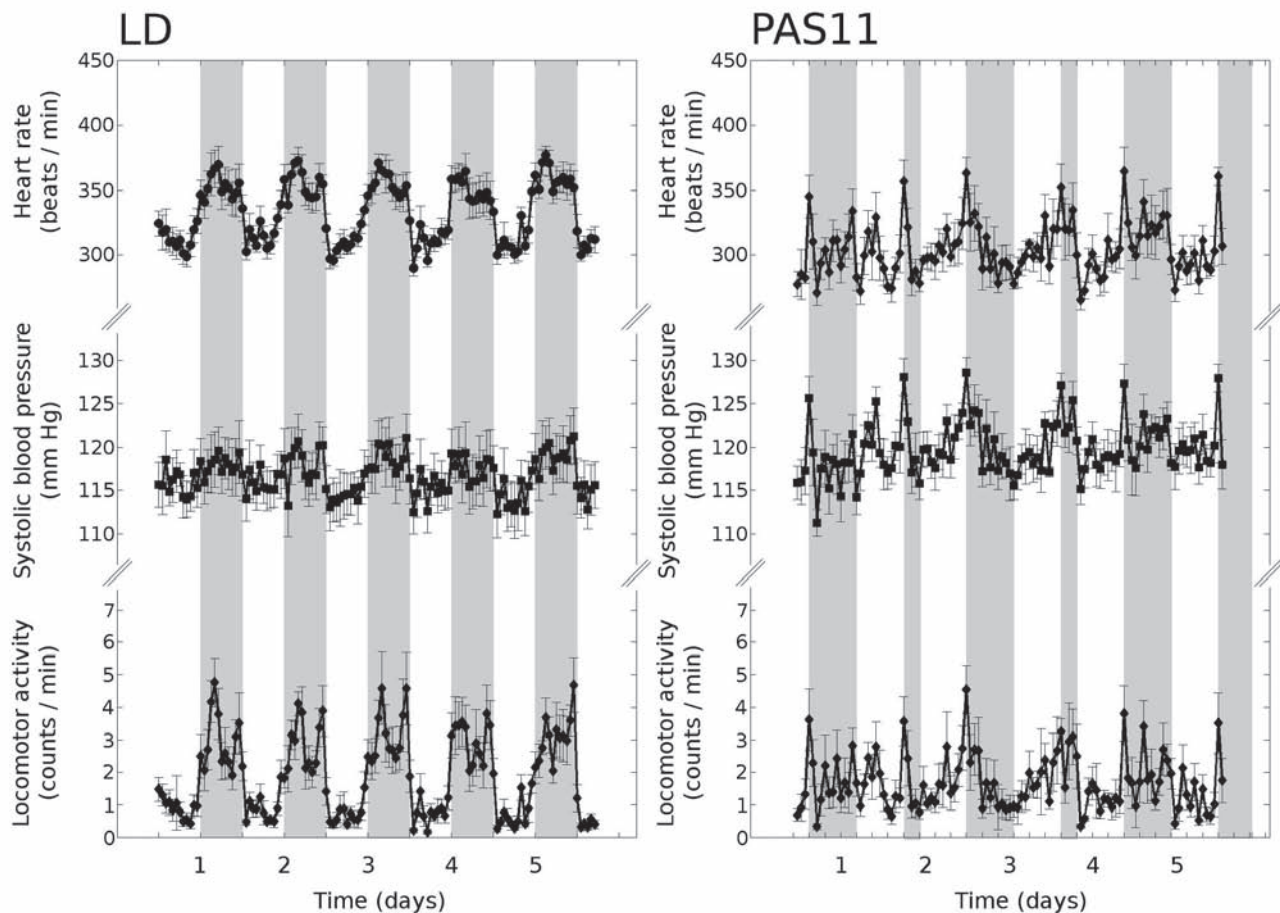 LD
PAS11
450
400
350
300
Heart rate
(beats / min)
130
125
120
115
110
Systolic blood pressure
(mm Hg)
7
6
5
4
3
2
1
0
Locomotor activity
(counts / min)
1 2 3 4 5
Time (days)
450
400
350
300
Heart rate
(beats / min)
130
125
120
115
110
Systolic blood pressure
(mm Hg)
7
6
5
4
3
2
1
0
Locomotor activity
(counts / min)
1 2 3 4 5
Time (days)